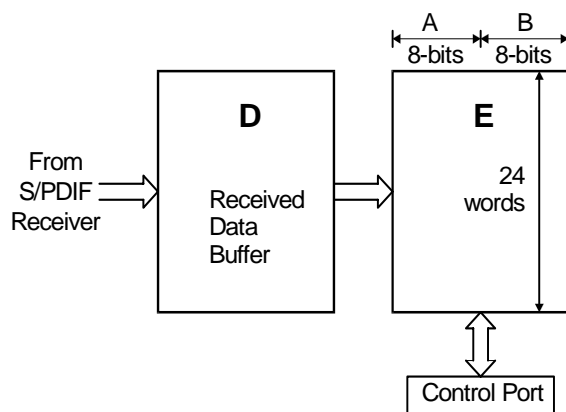 A
B
8-bits
8-bits
D
E
From
S/PDIF
Receiver
Received
Data
Buffer
24
words
Control Port